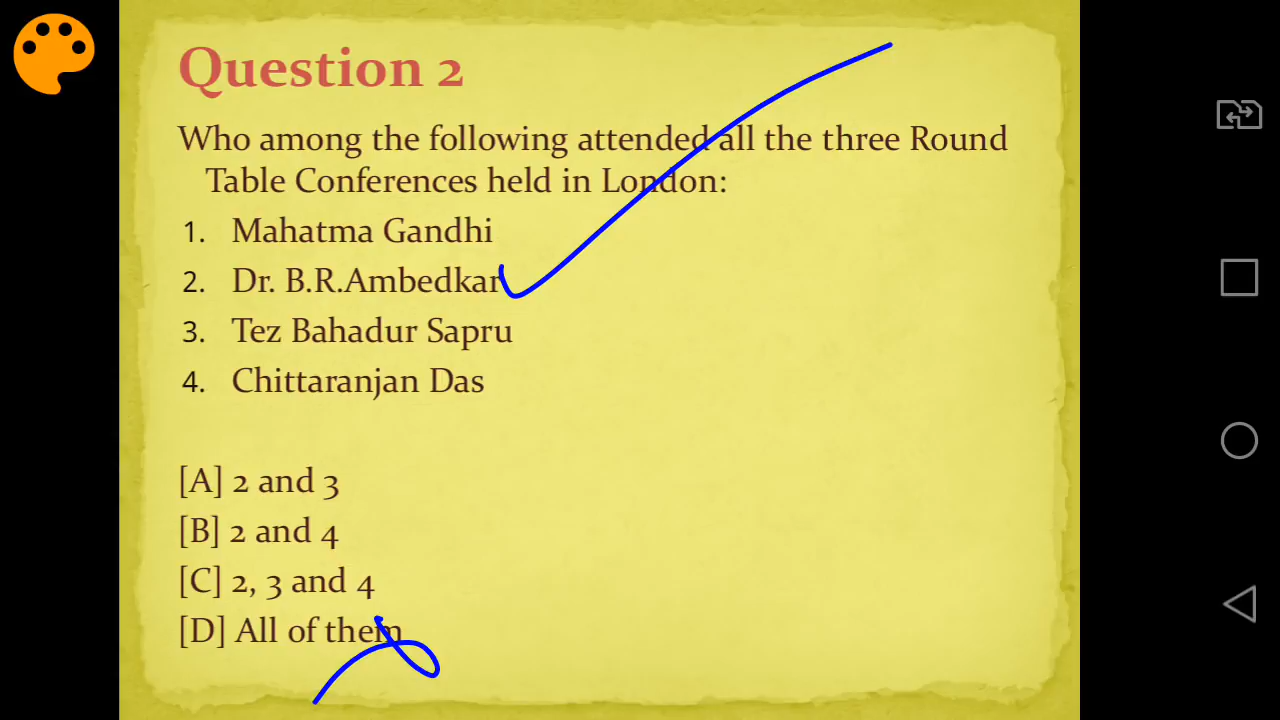 Question 2
Who among the following attended all the three Round
Table Conferences held in London:
1. Mahatma Gandhi
2. Dr. B.R.Ambedkar
3. Tez Bahadur Sapru
4. Chittaranjan Das
[A] 2 and 3
[B] 2 and 4
[C] 2, 3 and 4
[D] All of them